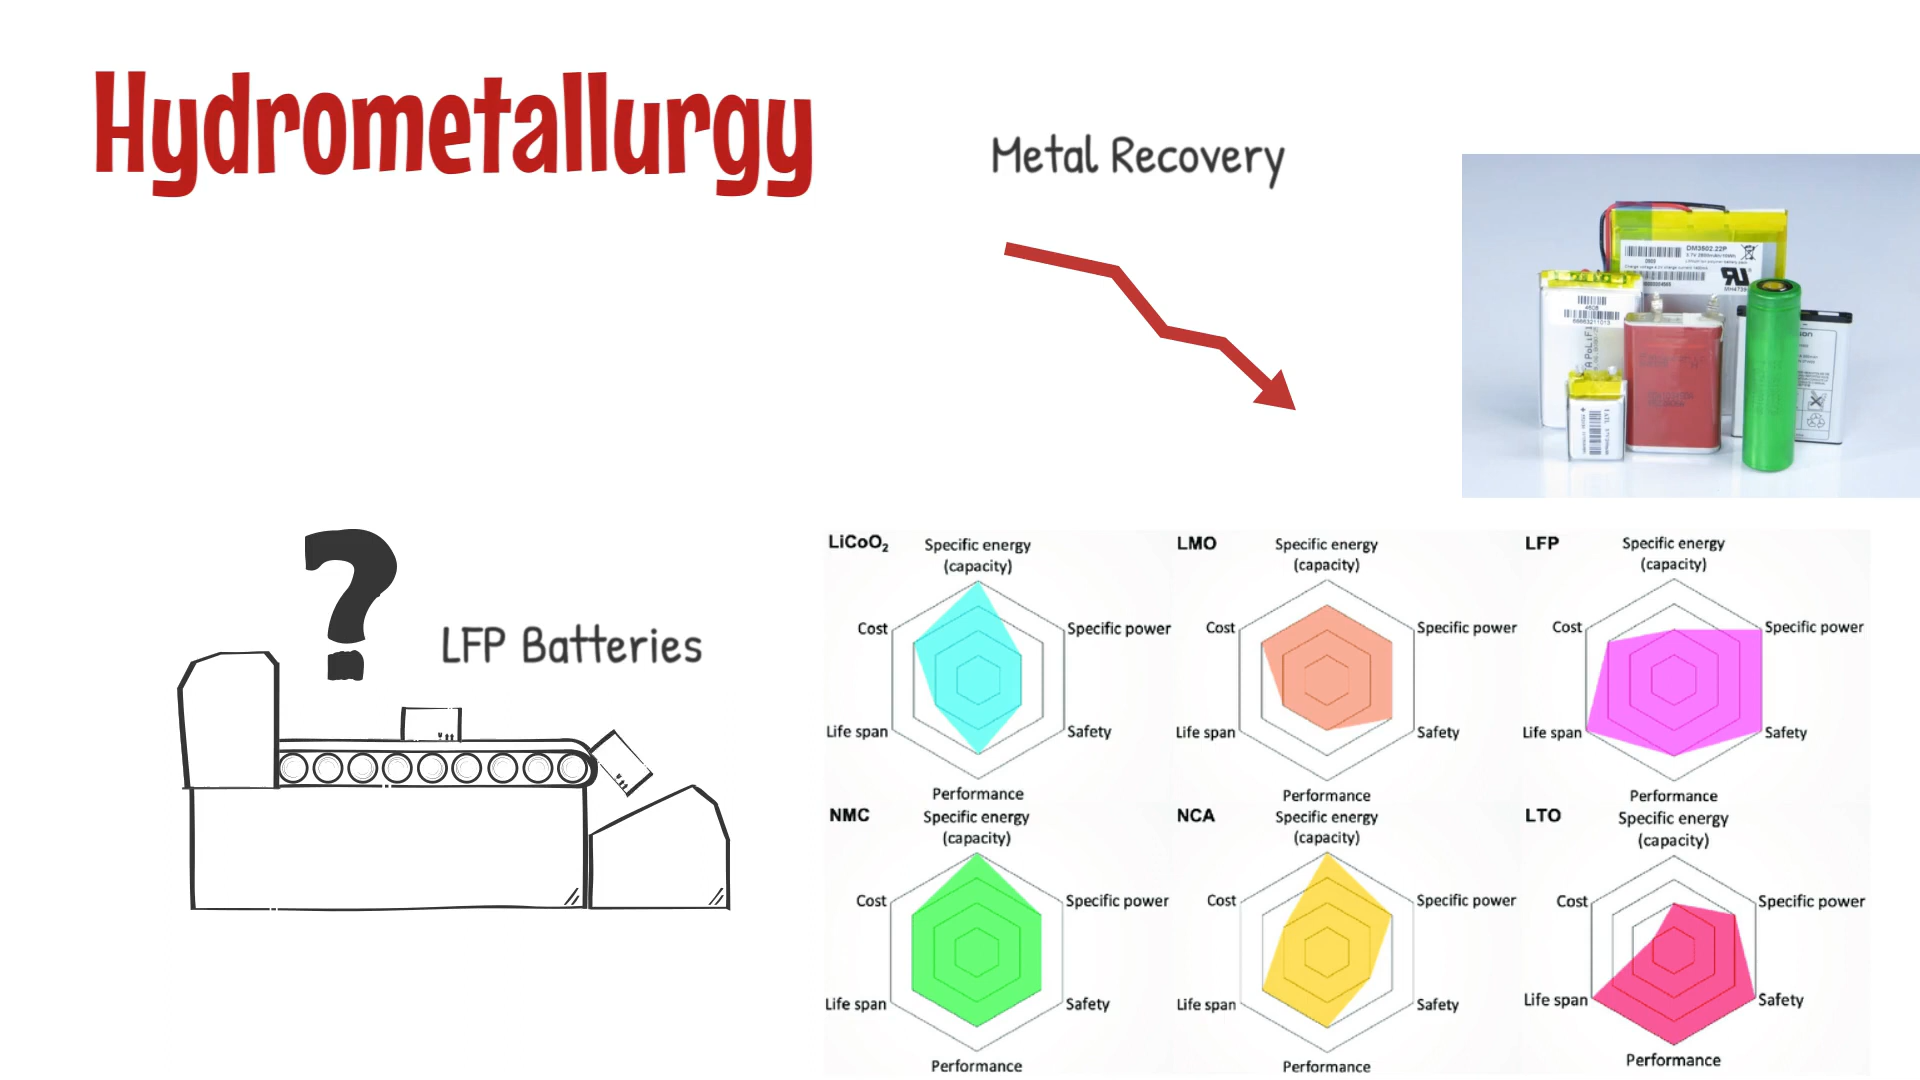 Hydrometallurgy
Metal Recovery
DM3502.22P
LFP Batteries
LiCoO₂
Specific energy
(capacity)
Cost
Specific power
Life span
Safety
Performance
LMO
Specific energy
(capacity)
Cost
Specific power
Life span
Safety
Performance
LFP
Specific energy
(capacity)
Cost
Specific power
Life span
Safety
Performance
NMC
Specific energy
(capacity)
Cost
Specific power
Life span
Safety
Performance
NCA
Specific energy
(capacity)
Cost
Specific power
Life span
Safety
Performance
LTO
Specific energy
(capacity)
Cost
Specific power
Life span
Safety
Performance